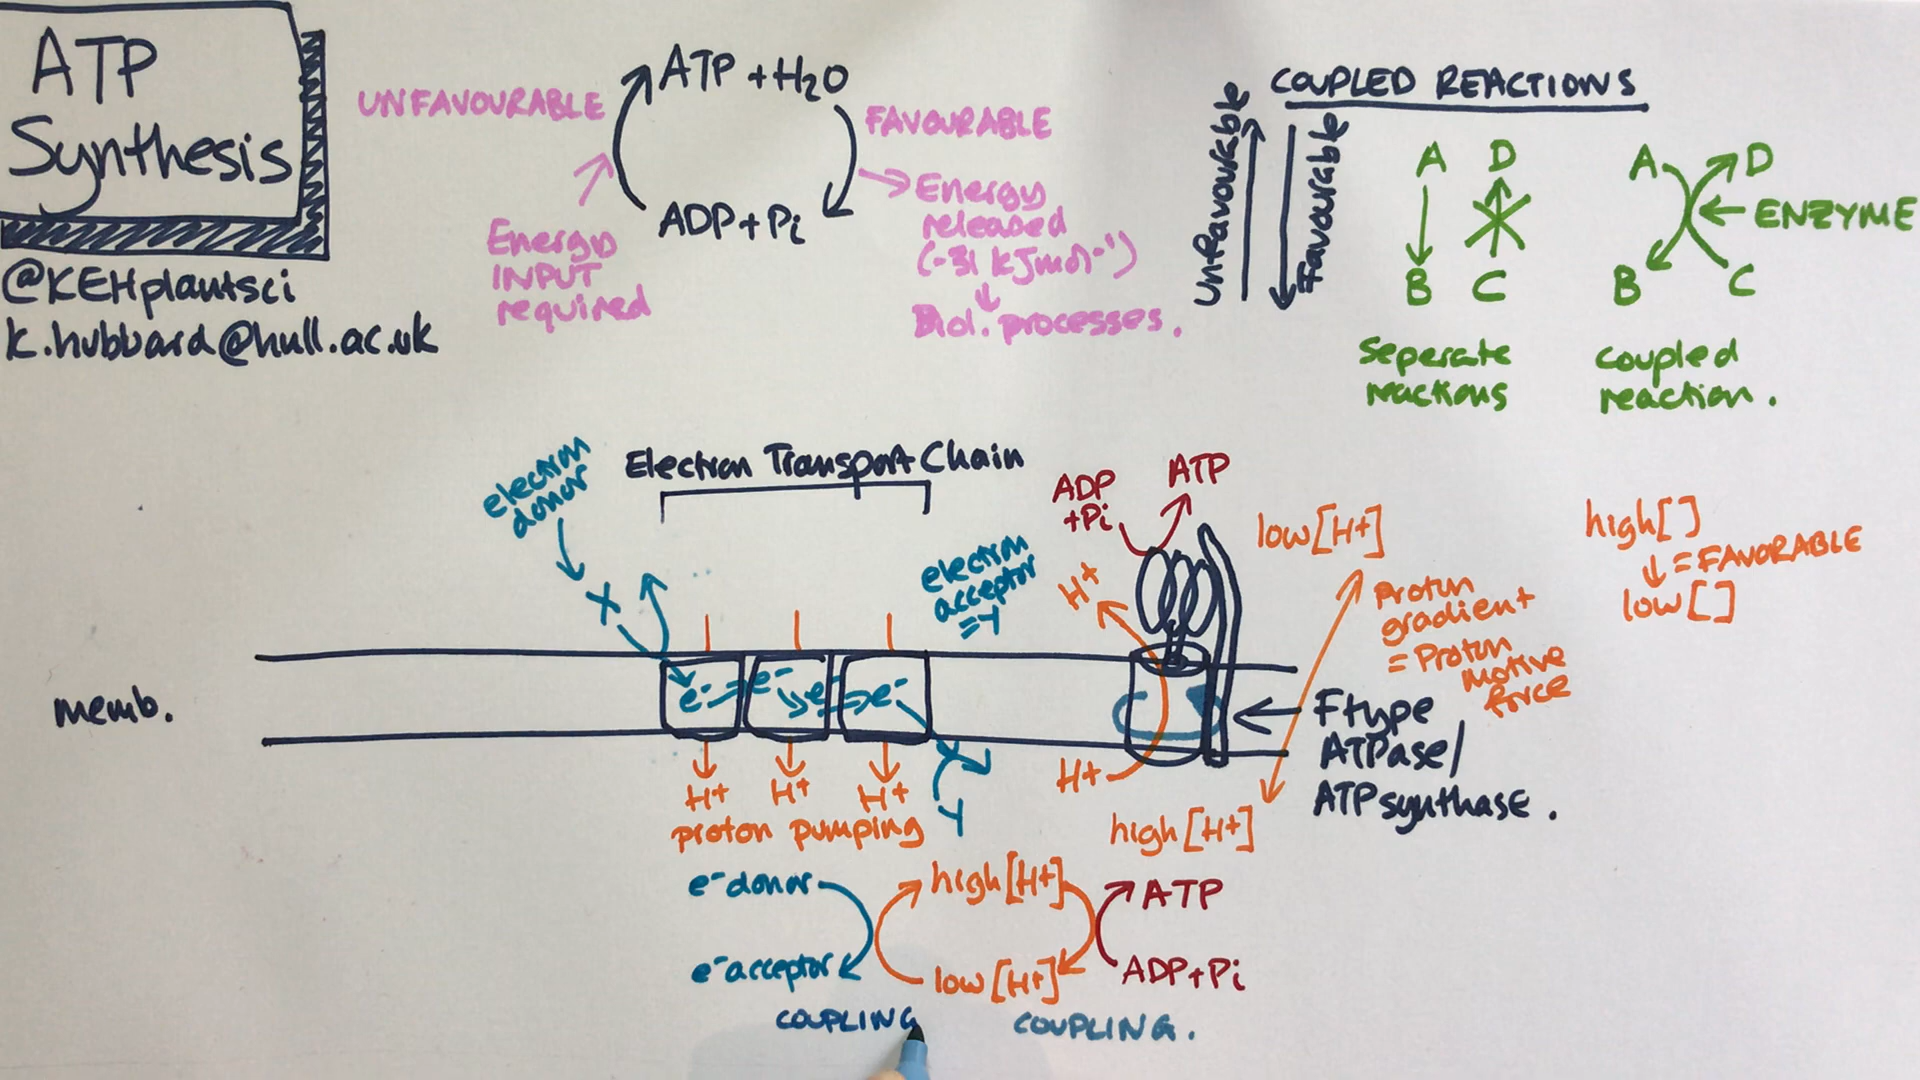 ATP
Synthesis
@KEHplantsci
k.hubbard@hull.ac.uk
UNFAVOURABLE
ATP + H2O
FAVOURABLE
ADP + Pi
Energy
INPUT
required
Energy
released
(-31 kJmol⁻¹)
Biol. processes.
COUPLED REACTIONS
Unfavourable
Favourable
A D
B C
Seperate
reactions
A D
ENZYME
B C
coupled
reaction.
electron
donor
X
Electron Transport Chain
electron
acceptor
=Y
memb.
e- e- e- e-
H+ H+ H+
proton pumping
Y
ADP
+Pi
ATP
H+
H+
low [H+]
high [H+]
Proton
gradient
= Proton
Motive
force
high [ ]
= FAVORABLE
low [ ]
F type
ATPase/
ATP synthase.
e- donor
high [H+]
ATP
e- acceptor
low [H+]
ADP + Pi
COUPLING
COUPLING.